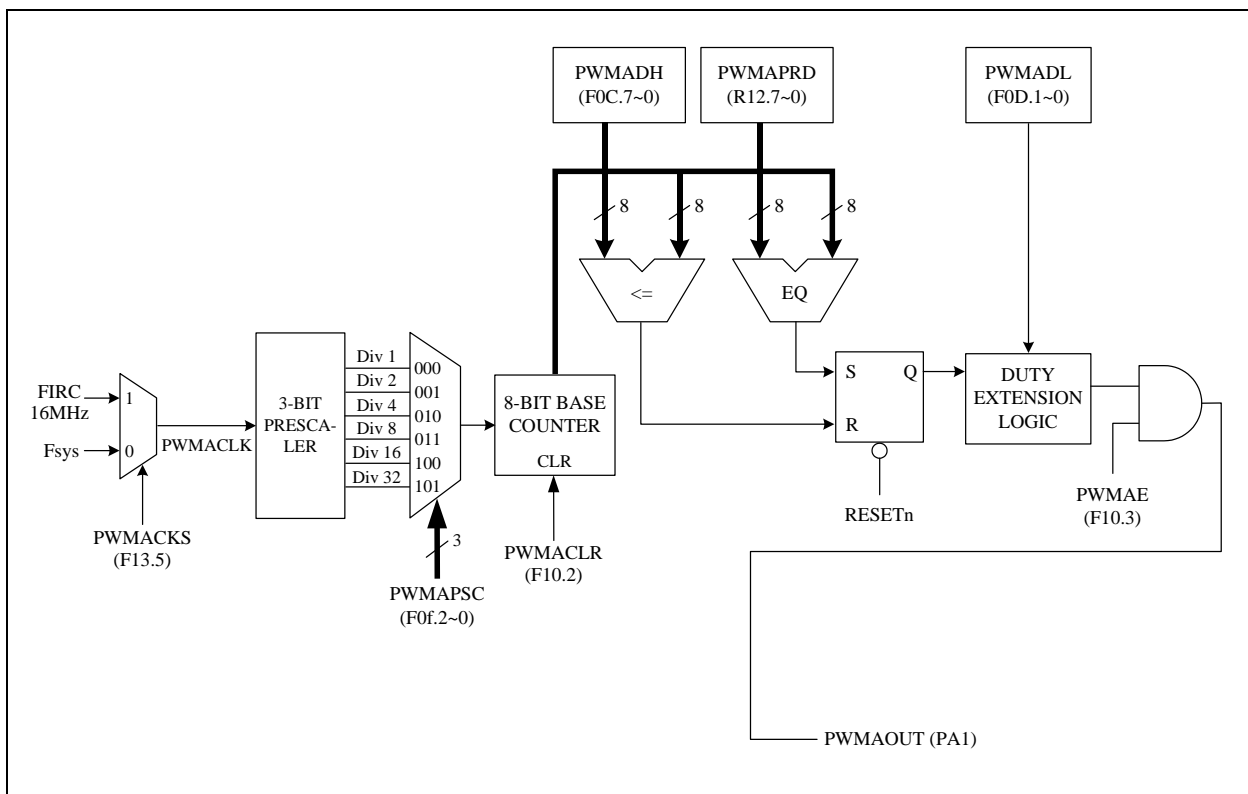 PWMADH
(F0C.7~0)
PWMAPRD
(R12.7~0)
PWMADL
(F0D.1~0)
8
8
8
8
<=
EQ
FIRC
16MHz
Fsys
1
0
PWMACLK
PWMACKS
(F13.5)
3-BIT
PRESCA-
LER
Div 1
Div 2
Div 4
Div 8
Div 16
Div 32
000
001
010
011
100
101
3
PWMAPSC
(F0f.2~0)
8-BIT BASE
COUNTER
CLR
PWMACLR
(F10.2)
S
Q
R
RESETn
DUTY
EXTENSION
LOGIC
PWMAE
(F10.3)
PWMAOUT (PA1)